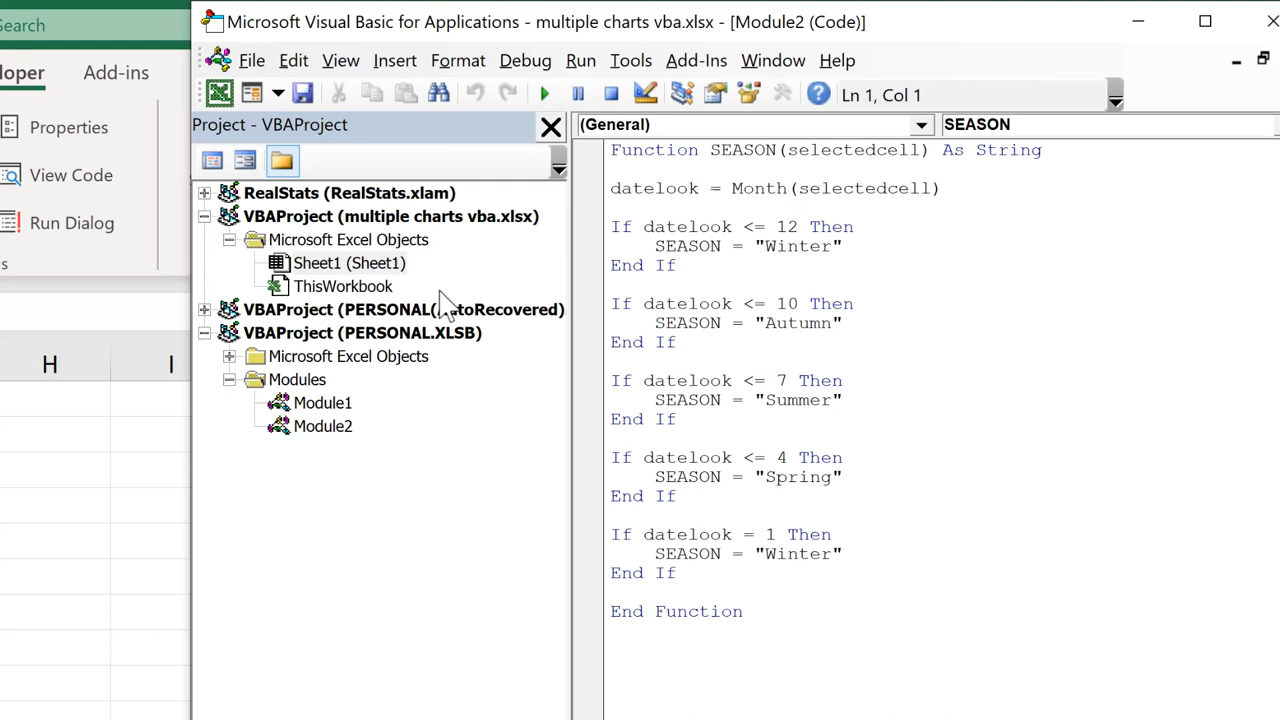 Search
loper
Add-ins
Properties
View Code
Run Dialog
s
H
I
Microsoft Visual Basic for Applications - multiple charts vba.xlsx - [Module2 (Code)]
File Edit View Insert Format Debug Run Tools Add-Ins Window Help
Ln 1, Col 1
Project - VBAProject
RealStats (RealStats.xlam)
VBAProject (multiple charts vba.xlsx)
Microsoft Excel Objects
Sheet1 (Sheet1)
ThisWorkbook
VBAProject (PERSONAL(AutoRecovered)
VBAProject (PERSONAL.XLSB)
Microsoft Excel Objects
Modules
Module1
Module2
(General)
SEASON
Function SEASON(selectedcell) As String
datelook = Month(selectedcell)
If datelook <= 12 Then
SEASON = "Winter"
End If
If datelook <= 10 Then
SEASON = "Autumn"
End If
If datelook <= 7 Then
SEASON = "Summer"
End If
If datelook <= 4 Then
SEASON = "Spring"
End If
If datelook = 1 Then
SEASON = "Winter"
End If
End Function